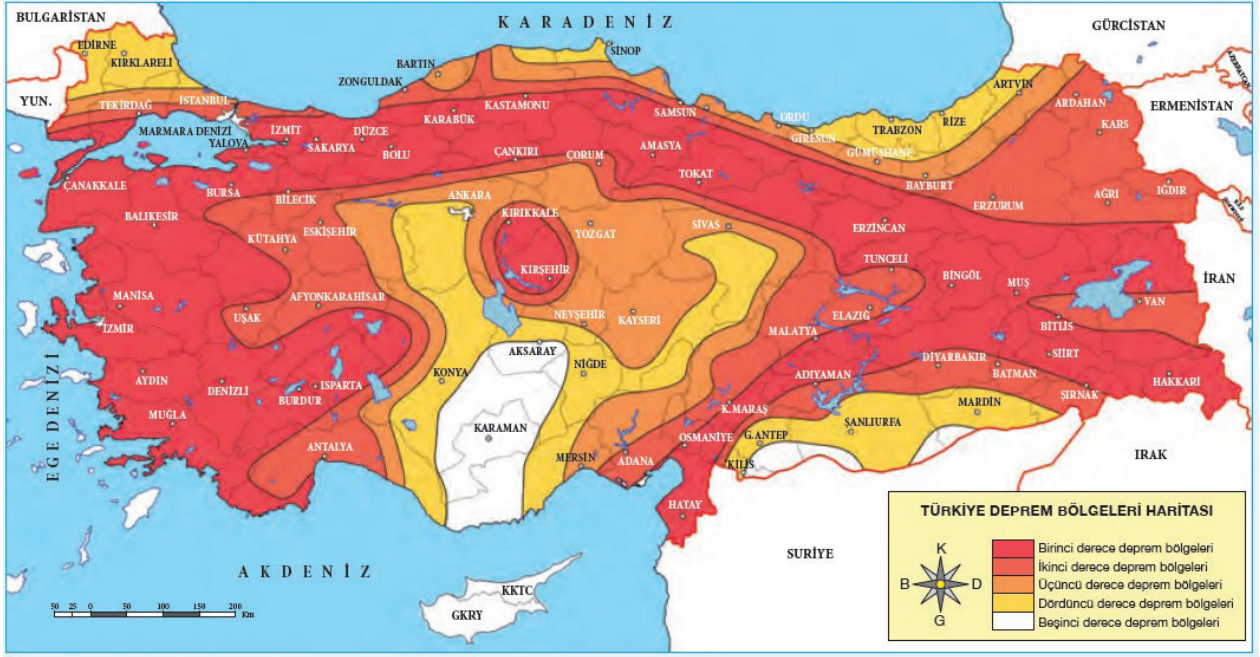 BULGARİSTAN
K A R A D E N İ Z
GÜRCİSTAN
EDİRNE
KIRKLARELİ
SİNOP
BARTIN
ZONGULDAK
ARTVİN
YUN.
TEKİRDAĞ
İSTANBUL
KASTAMONU
KARABÜK
SAMSUN
ORDU
GİRESUN
TRABZON
RİZE
ARDAHAN
KARS
ERMENİSTAN
MARMARA DENİZİ
YALOVA
İZMİT
SAKARYA
DÜZCE
BOLU
ÇANKIRI
ÇORUM
AMASYA
TOKAT
GÜMÜŞHANE
BAYBURT
ERZURUM
AĞRI
IĞDIR
ÇANAKKALE
BURSA
BİLECİK
ANKARA
KIRIKKALE
YOZGAT
SİVAS
ERZİNCAN
BALIKESİR
KÜTAHYA
ESKİŞEHİR
KIRŞEHİR
TUNCELİ
BİNGÖL
MUŞ
İRAN
MANİSA
İZMİR
UŞAK
AFYONKARAHİSAR
NEVŞEHİR
KAYSERİ
MALATYA
ELAZIĞ
BİTLİS
VAN
EGE DENİZİ
AYDIN
DENİZLİ
BURDUR
ISPARTA
KONYA
AKSARAY
NİĞDE
ADIYAMAN
DİYARBAKIR
BATMAN
SİİRT
ŞIRNAK
HAKKARİ
MUĞLA
ANTALYA
KARAMAN
MERSİN
ADANA
K.MARAŞ
OSMANİYE
G.ANTEP
KİLİS
ŞANLIURFA
MARDİN
HATAY
IRAK
SURİYE
A K D E N İ Z
KKTC
GKRY
50 25 0 50 100 150 200 Km
TÜRKİYE DEPREM BÖLGELERİ HARİTASI
K
B D
G
Birinci derece deprem bölgeleri
İkinci derece deprem bölgeleri
Üçüncü derece deprem bölgeleri
Dördüncü derece deprem bölgeleri
Beşinci derece deprem bölgeleri